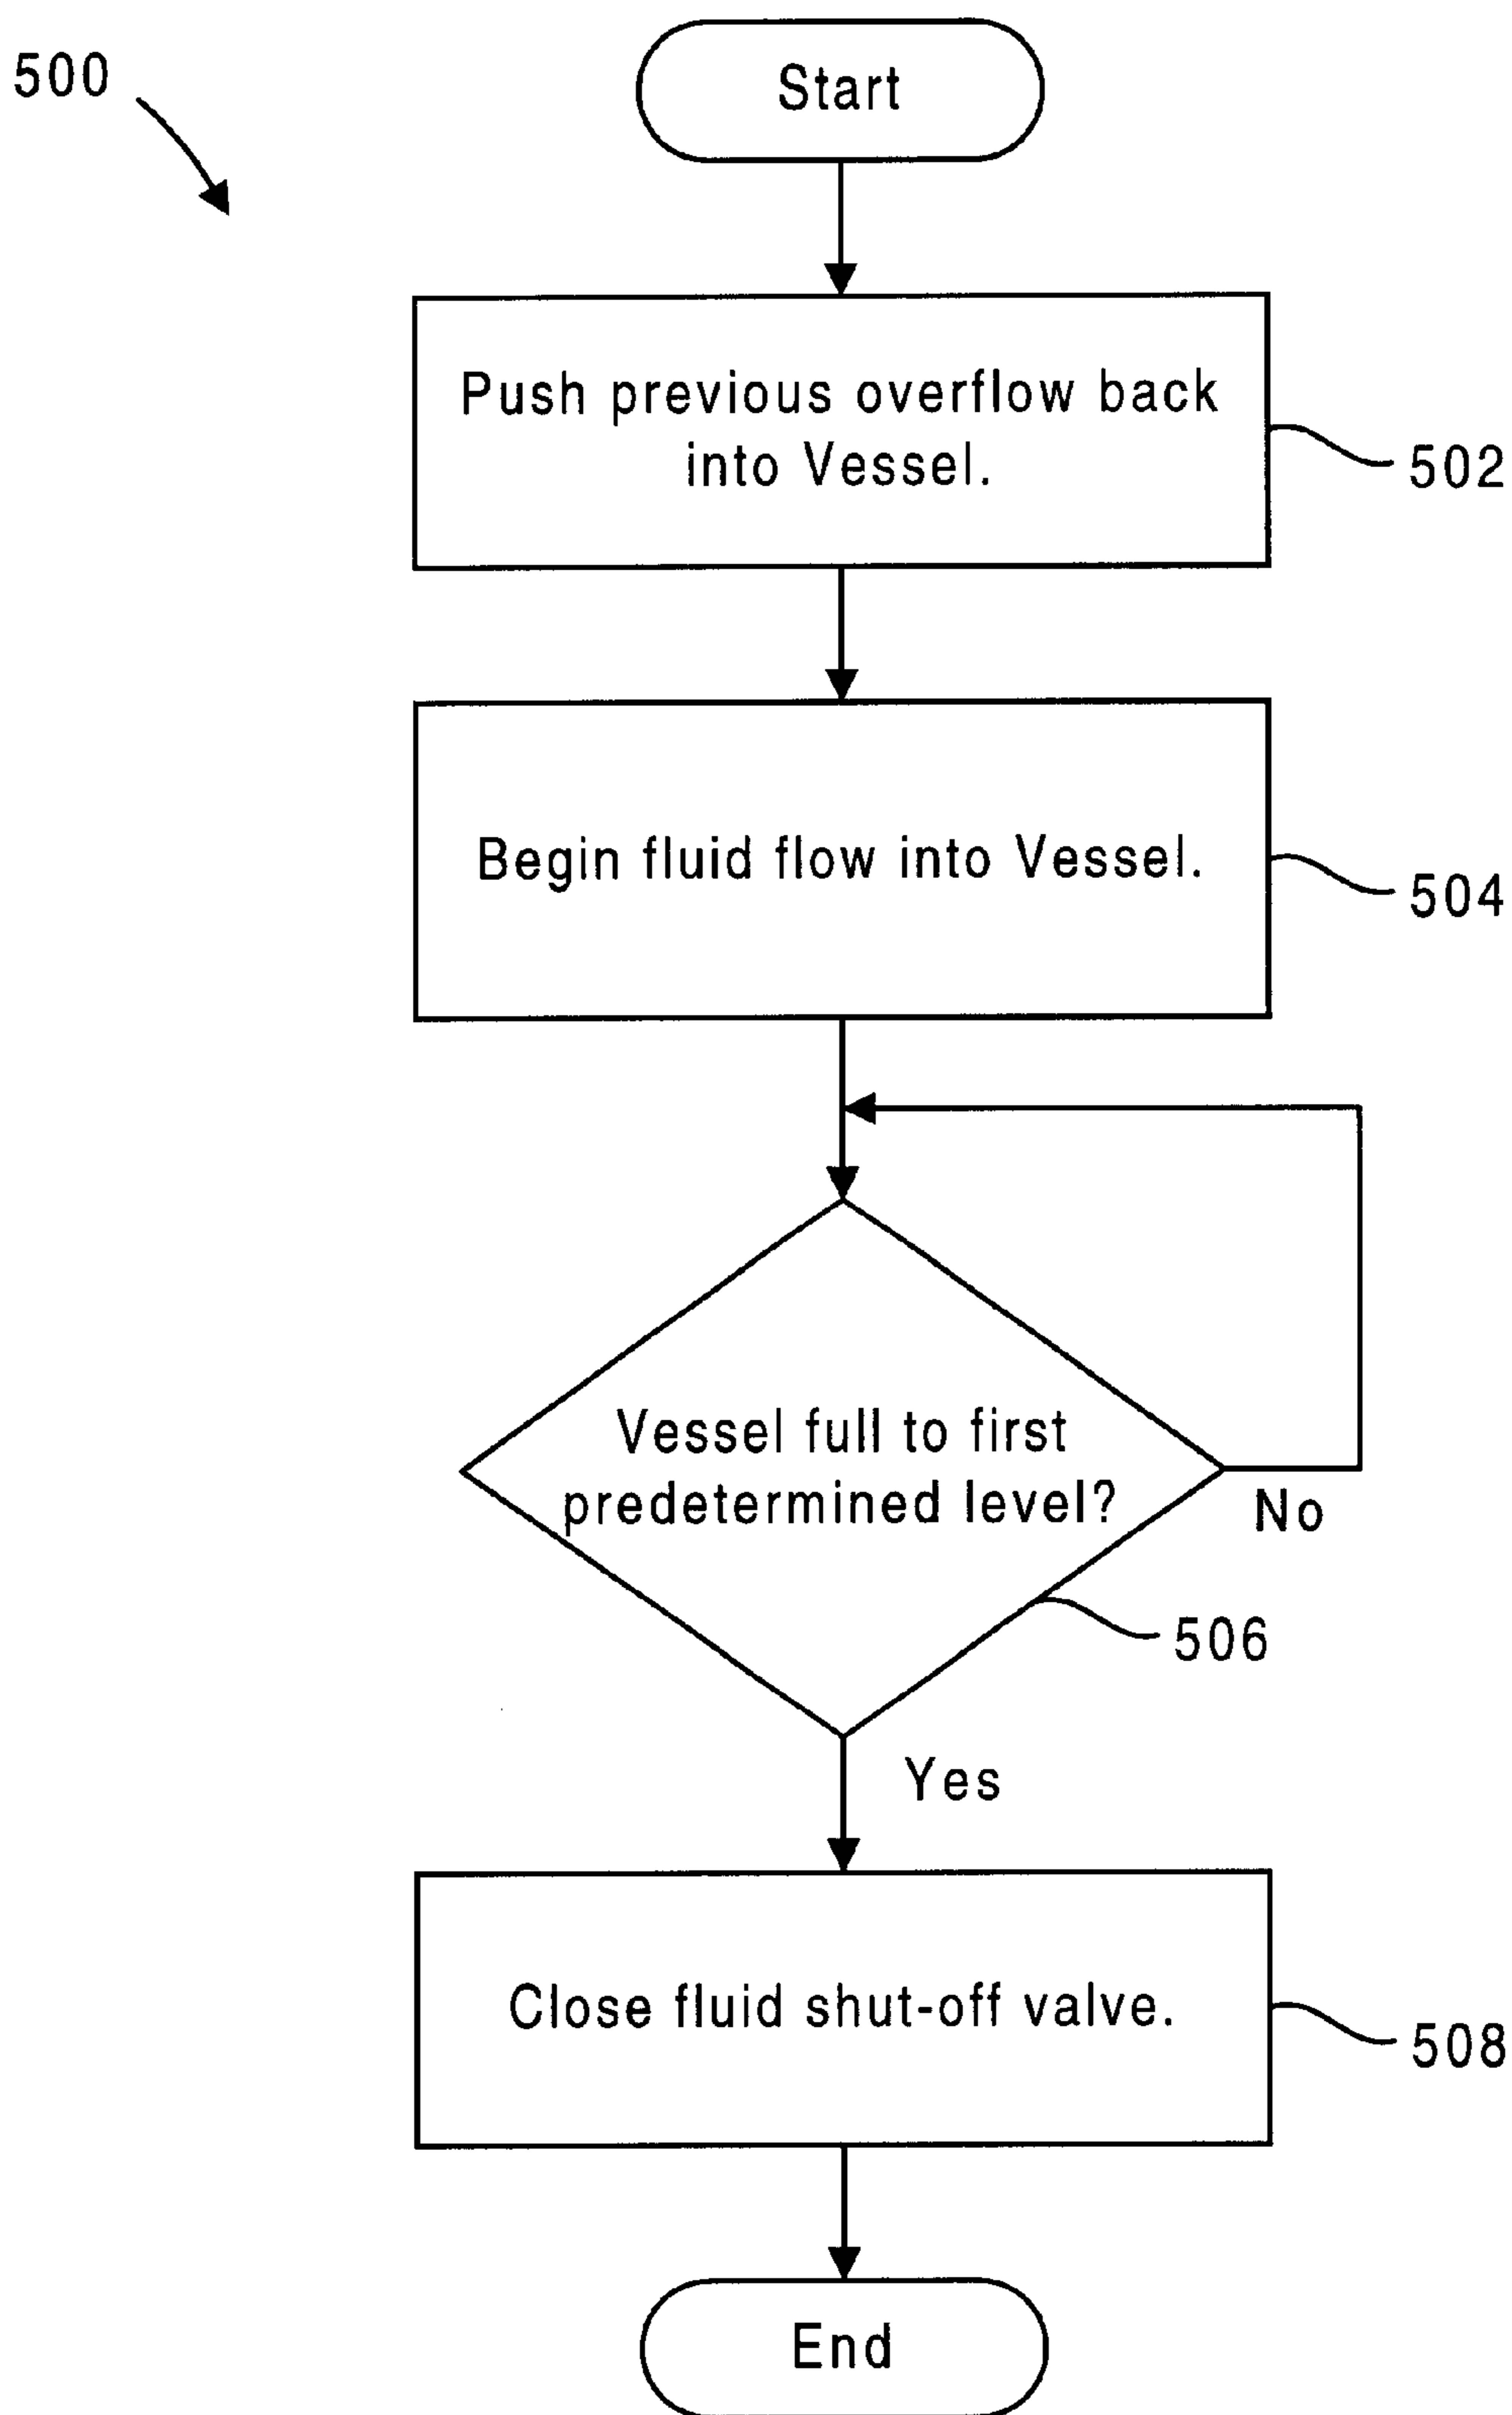 500
Start
Push previous overflow back
into Vessel.
502
Begin fluid flow into Vessel.
504
Vessel full to first
predetermined level?
No
506
Yes
Close fluid shut-off valve.
508
End